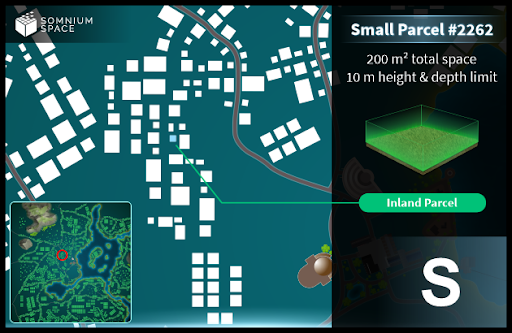 SOMNIUM
SPACE
Small Parcel #2262
200 m² total space
10 m height & depth limit
Inland Parcel
S